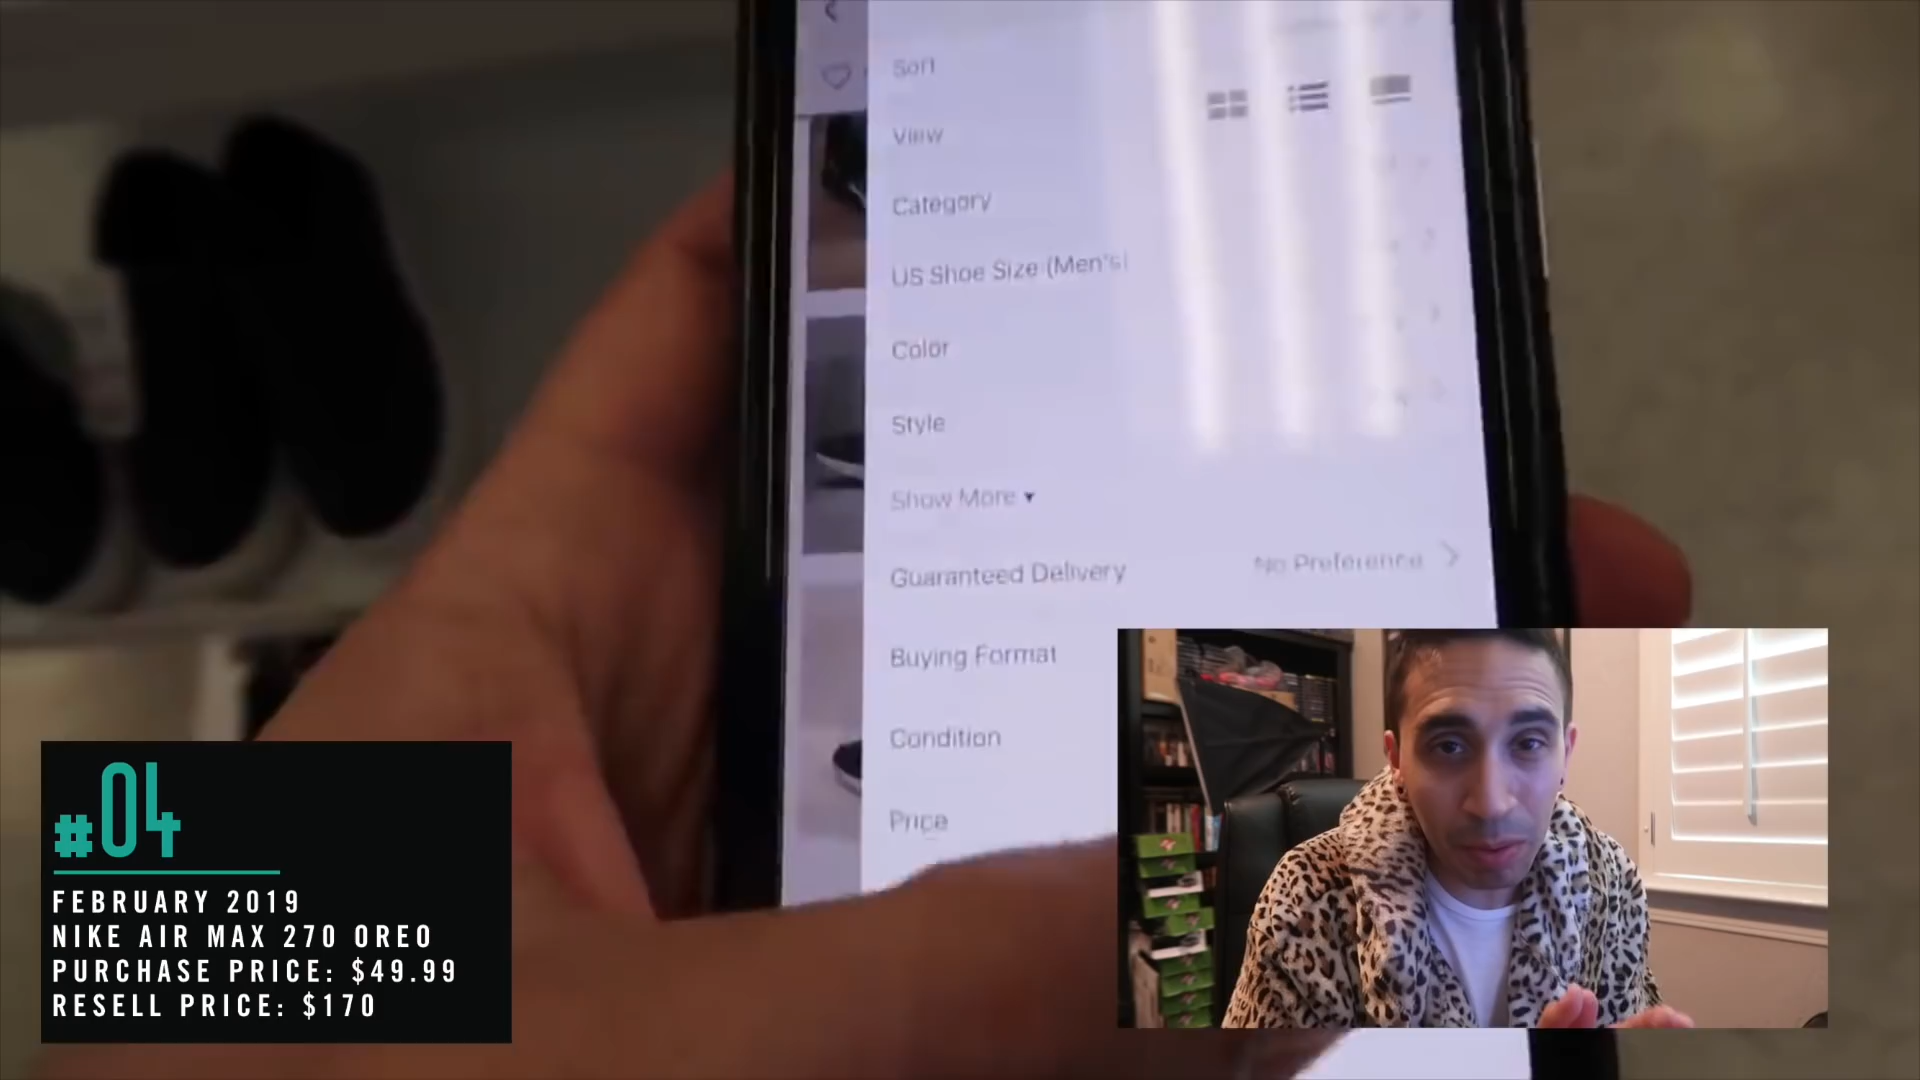 Sort
View
Category
US Shoe Size (Men's)
Color
Style
Show More
Guaranteed Delivery
No Preference
Buying Format
Condition
Price
#04
FEBRUARY 2019
NIKE AIR MAX 270 OREO
PURCHASE PRICE: $49.99
RESELL PRICE: $170